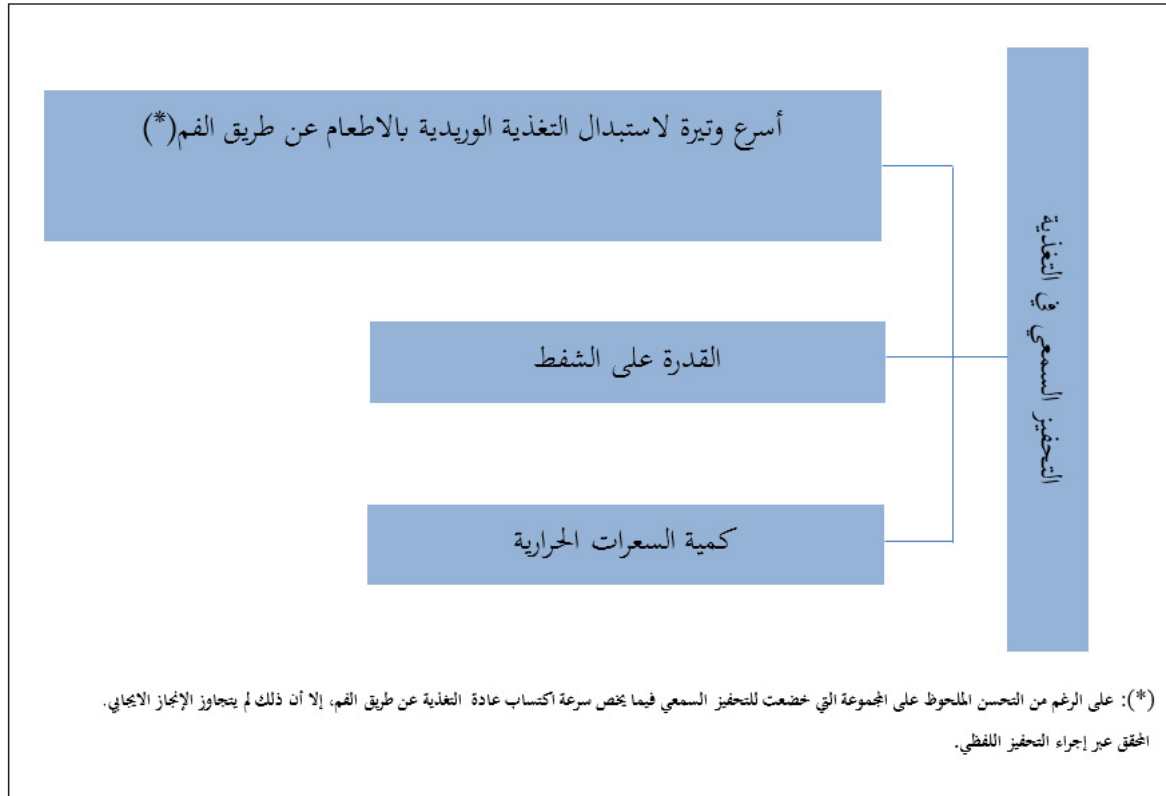 التحفيز السمعي في التغذية
أسرع وتيرة لاستبدال التغذية الوريدية بالاطعام عن طريق الفم(*)
القدرة على الشفط
كمية السعرات الحرارية
(*): على الرغم من التحسن الملحوظ على المجموعة التي خضعت للتحفيز السمعي فيما يخص سرعة اكتساب عادة التغذية عن طريق الفم، إلا أن ذلك لم يتجاوز الإنجاز الايجابي.
المحقق عبر إجراء التحفيز اللفظي.